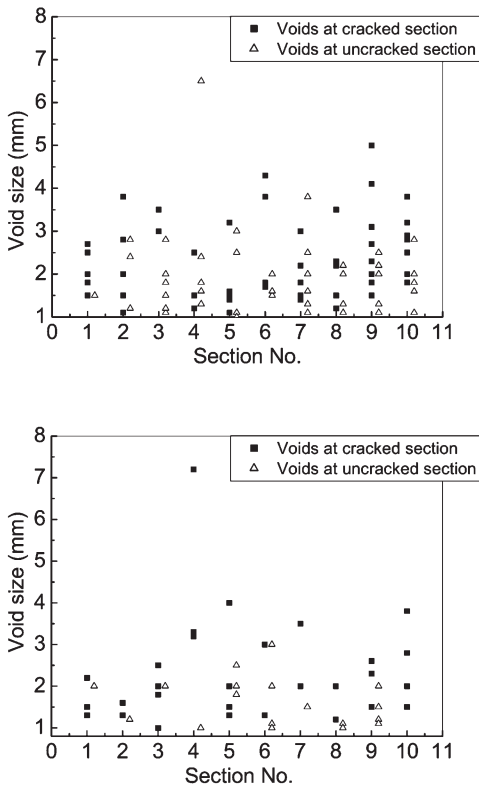 8
7
6
5
4
3
2
1
Void size (mm)
■ Voids at cracked section
△ Voids at uncracked section
0 1 2 3 4 5 6 7 8 9 10 11
Section No.
8
7
6
5
4
3
2
1
Void size (mm)
■ Voids at cracked section
△ Voids at uncracked section
0 1 2 3 4 5 6 7 8 9 10 11
Section No.